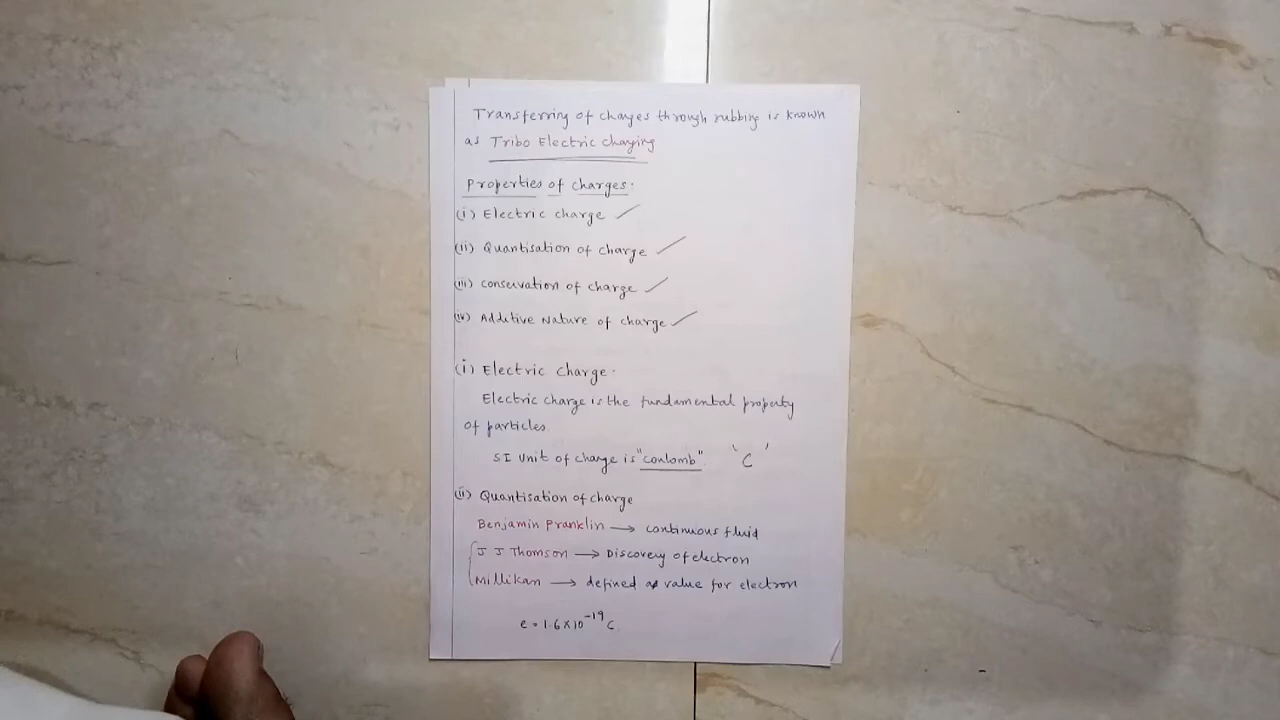 Transferring of charges through rubbing is known
as Tribo Electric charging
Properties of charges:
(i) Electric charge
(ii) Quantisation of charge
(iii) conservation of charge
(iv) Additive Nature of charge
(i) Electric charge.
Electric charge is the fundamental property
of particles
SI Unit of charge is "coulomb". 'C'
(ii) Quantisation of charge
Benjamin Franklin → continuous fluid
J J Thomson → Discovery of electron
Millikan → defined value for electron
e = 1.6 × 10⁻¹⁹ C